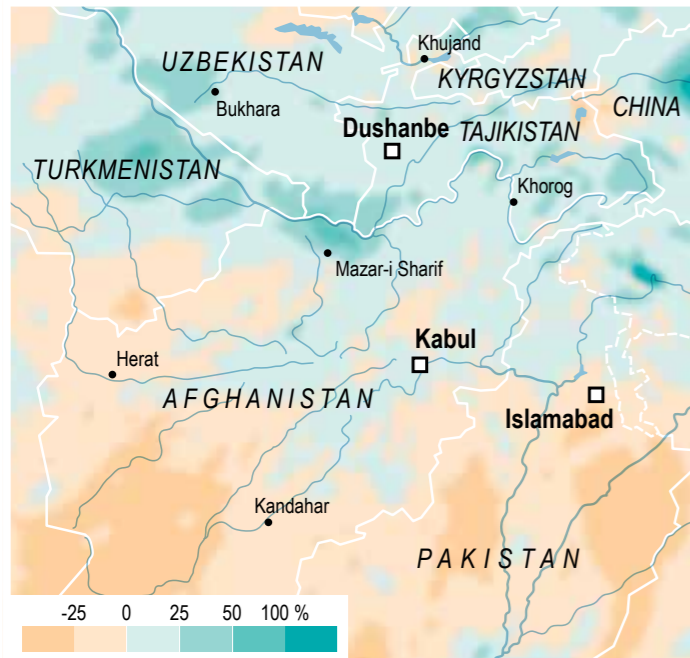 Khujand
UZBEKISTAN
KYRGYZSTAN
Bukhara
CHINA
Dushanbe
TAJIKISTAN
TURKMENISTAN
Khorog
Mazar-i Sharif
Kabul
Herat
AFGHANISTAN
Islamabad
Kandahar
PAKISTAN
-25 0 25 50 100 %